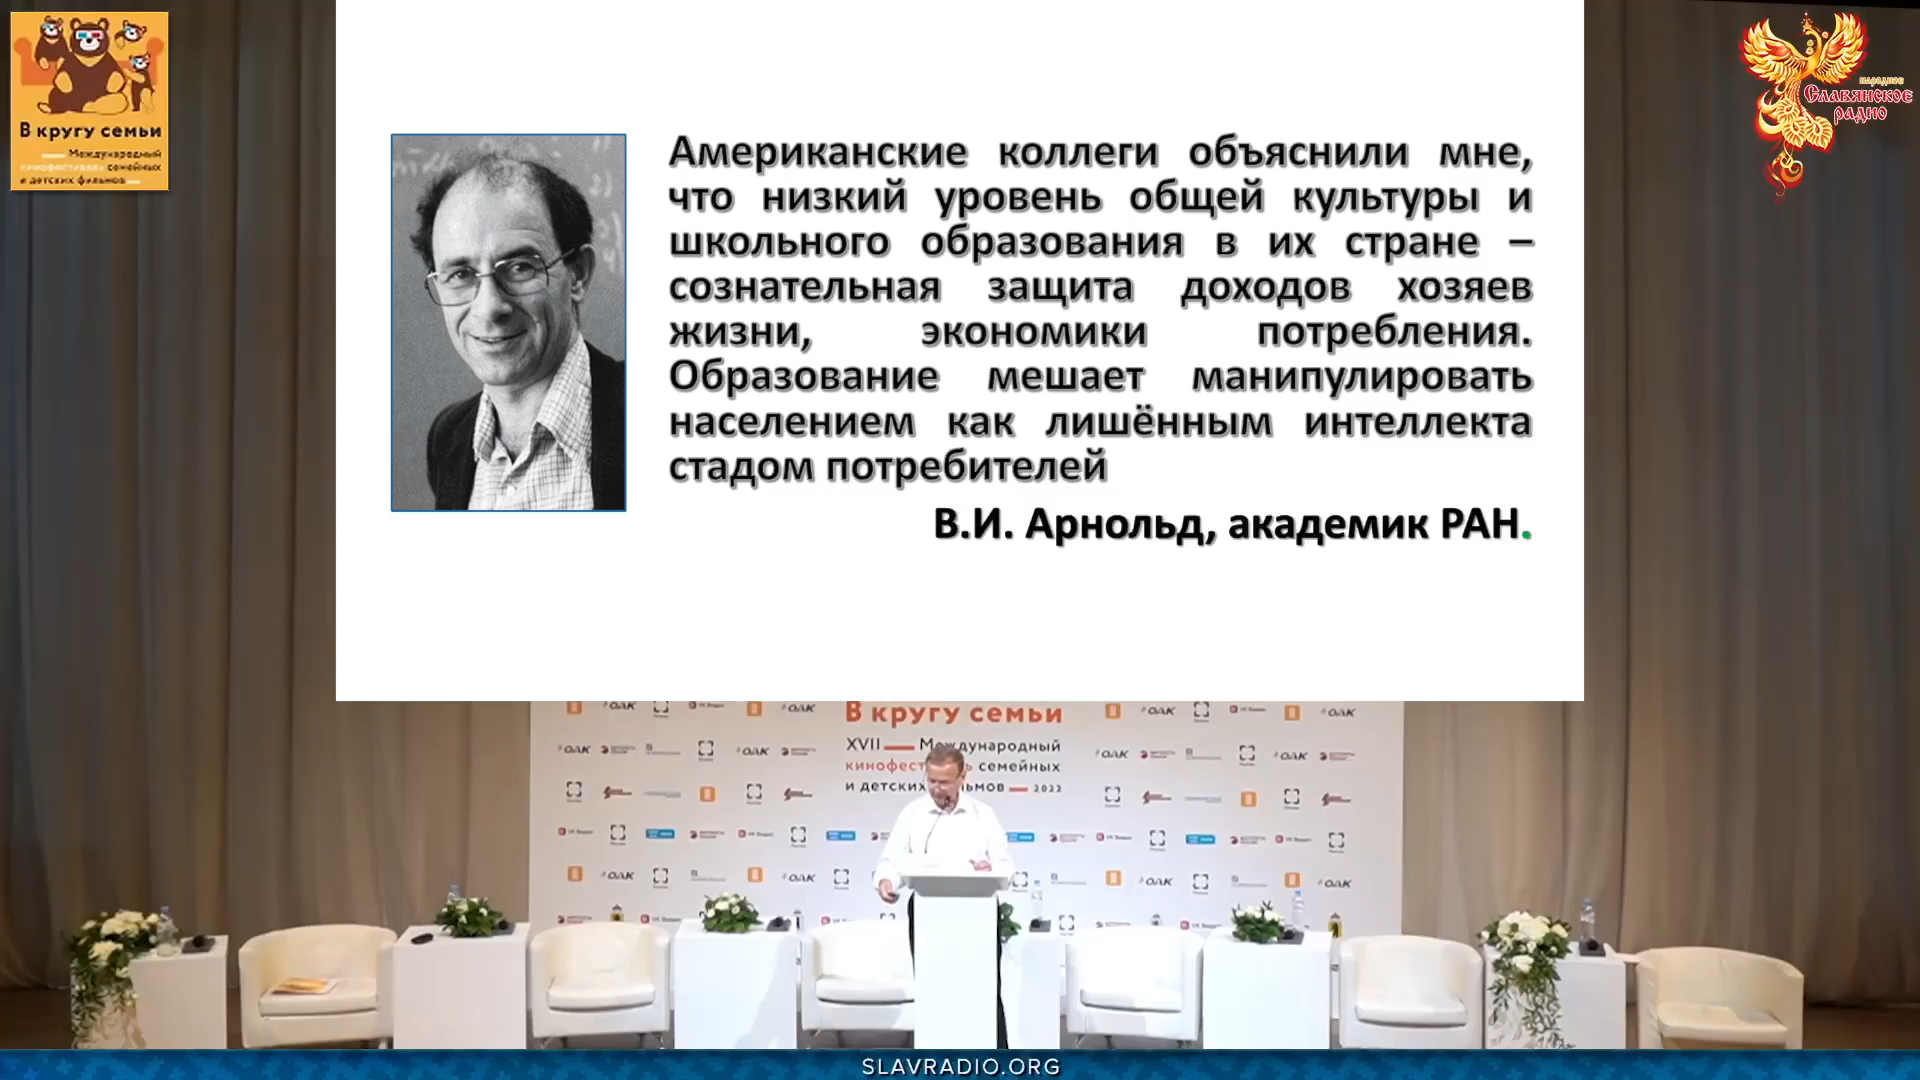 В кругу семьи
Международный
кинофестиваль семейных
и детских фильмов
народное
Славянское
радио
Американские коллеги объяснили мне,
что низкий уровень общей культуры и
школьного образования в их стране –
сознательная защита доходов хозяев
жизни, экономики потребления.
Образование мешает манипулировать
населением как лишённым интеллекта
стадом потребителей
В.И. Арнольд, академик РАН.
В кругу семьи
XVII Международный
семейных
и детских
2022
ОАК
SLAVRADIO.ORG